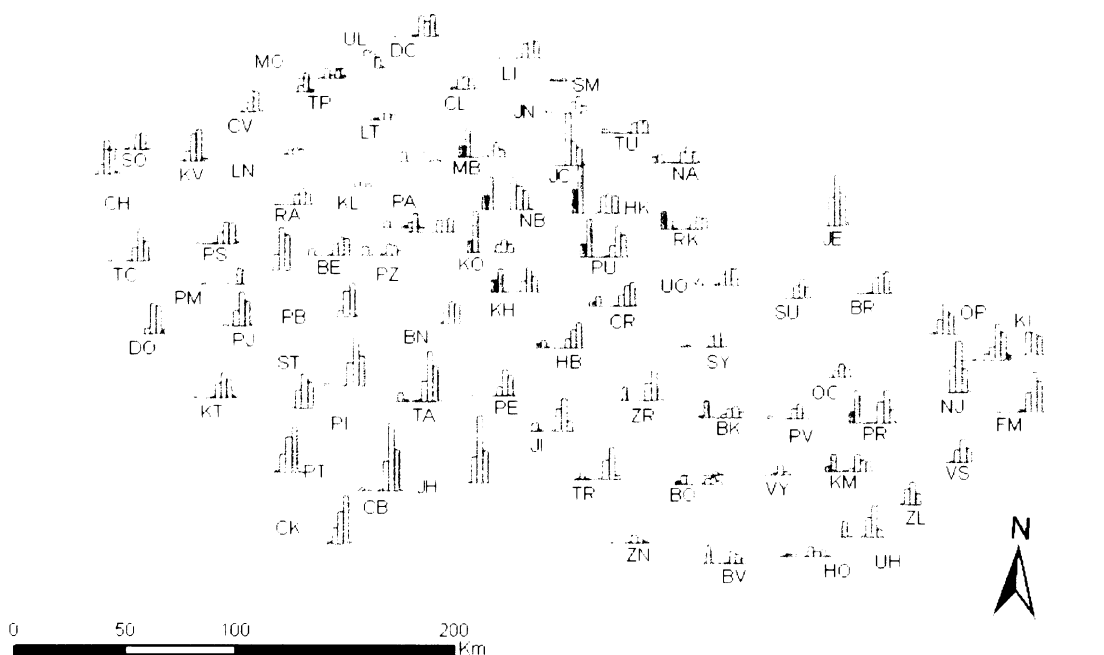 UL DC
MO LI
TP CL SM
CV JN
LT TU
SO KV LN MB JC NA
CH RA KL PA NB HK
TC PS BE PZ KO PU RK JE
PM KH UO
PJ PB CR SU BR
DO BN OP KI
ST HB SY
KT PI TA PE ZR OC NJ
BK PV PR FM
PT JI
JH TR BO VY KM VS
CB ZL
CK ZN
BV HO UH
N
0 50 100 200
Km